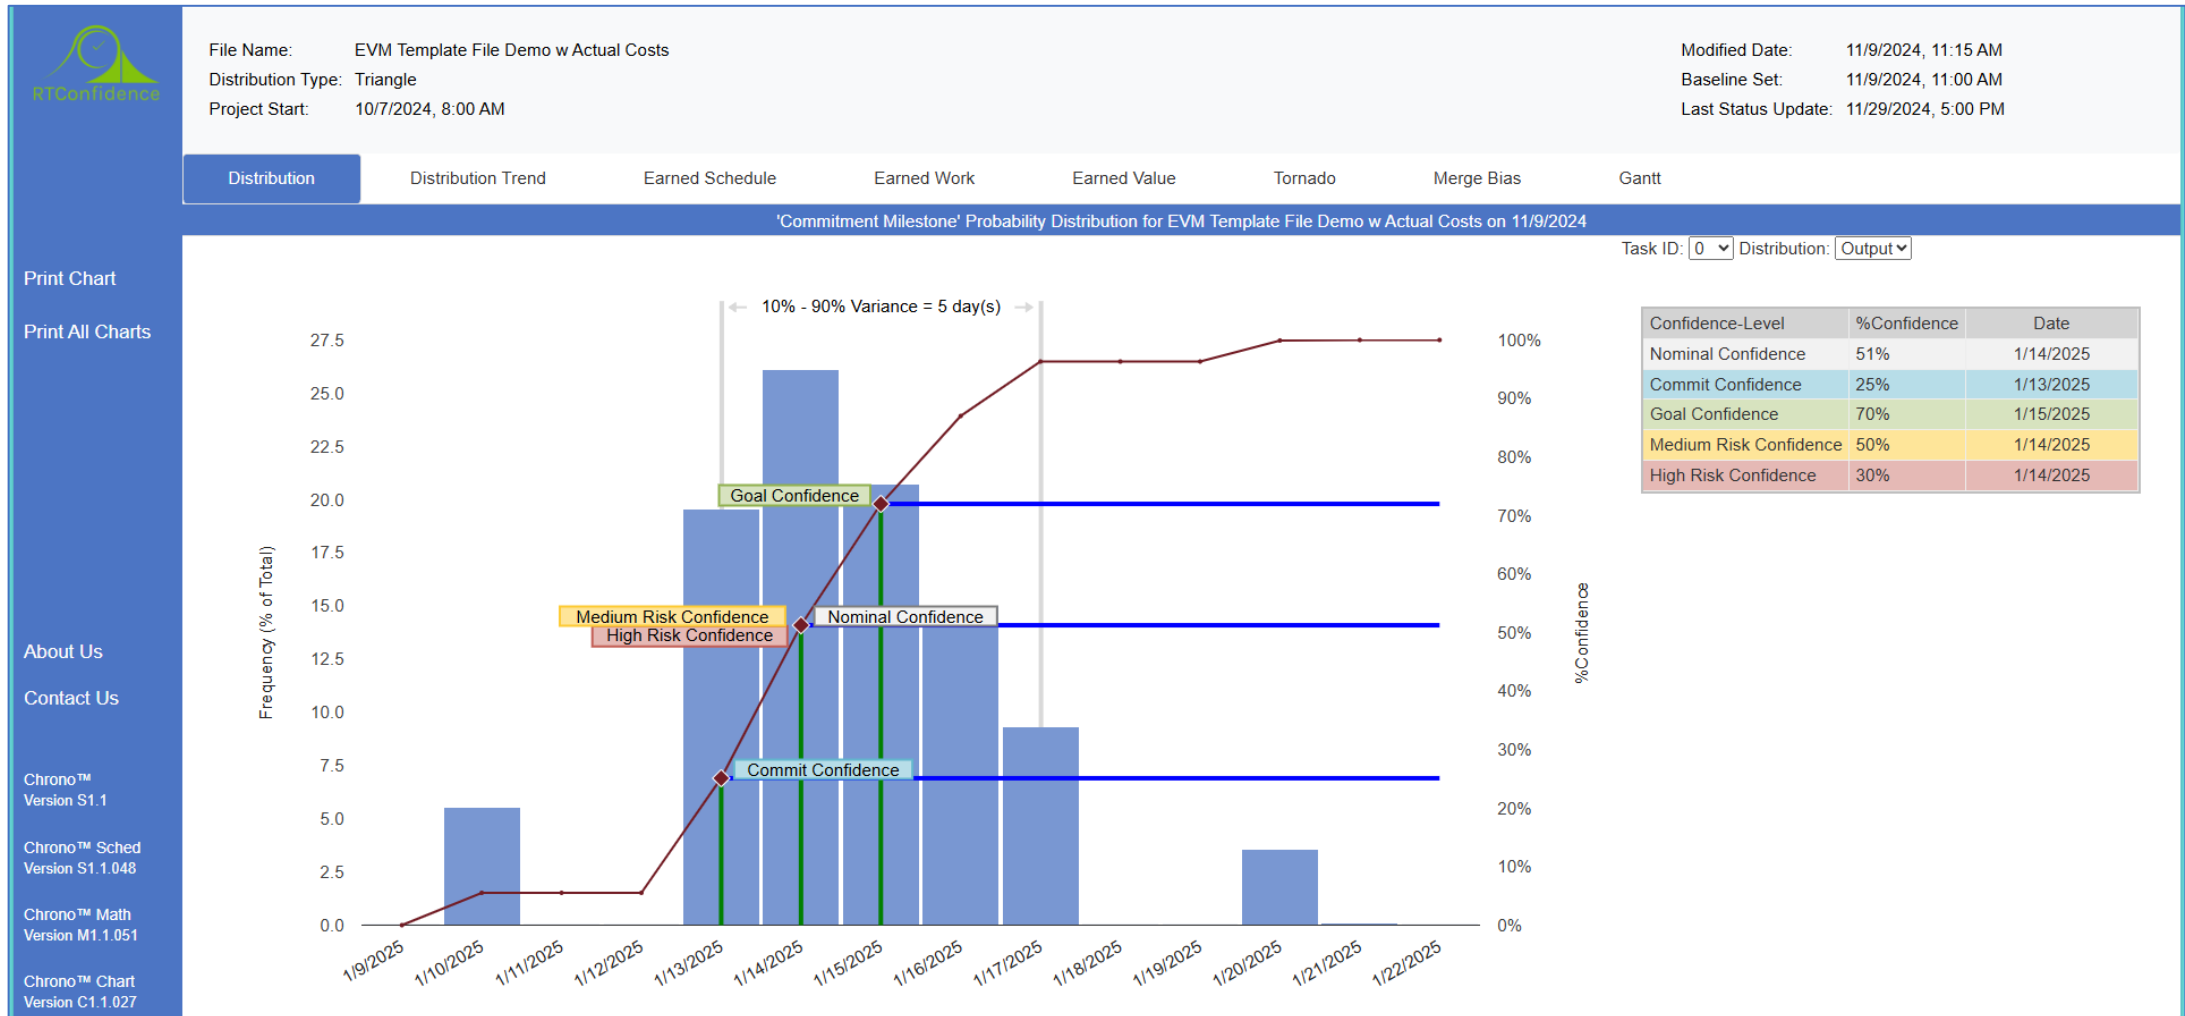 RTConfidence
File Name: EVM Template File Demo w Actual Costs
Distribution Type: Triangle
Project Start: 10/7/2024, 8:00 AM
Modified Date: 11/9/2024, 11:15 AM
Baseline Set: 11/9/2024, 11:00 AM
Last Status Update: 11/29/2024, 5:00 PM
Distribution Distribution Trend Earned Schedule Earned Work Earned Value Tornado Merge Bias Gantt
'Commitment Milestone' Probability Distribution for EVM Template File Demo w Actual Costs on 11/9/2024
Task ID: 0 Distribution: Output
Print Chart
Print All Charts
About Us
Contact Us
Chrono™
Version S1.1
Chrono™ Sched
Version S1.1.048
Chrono™ Math
Version M1.1.051
Chrono™ Chart
Version C1.1.027
10% - 90% Variance = 5 day(s)
Frequency (% of Total)
27.5
25.0
22.5
20.0
17.5
15.0
12.5
10.0
7.5
5.0
2.5
0.0
Goal Confidence
Medium Risk Confidence
Nominal Confidence
High Risk Confidence
Commit Confidence
100%
90%
80%
70%
60%
50%
40%
30%
20%
10%
0%
%Confidence
1/9/2025
1/10/2025
1/11/2025
1/12/2025
1/13/2025
1/14/2025
1/15/2025
1/16/2025
1/17/2025
1/18/2025
1/19/2025
1/20/2025
1/21/2025
1/22/2025
Confidence-Level %Confidence Date
Nominal Confidence 51% 1/14/2025
Commit Confidence 25% 1/13/2025
Goal Confidence 70% 1/15/2025
Medium Risk Confidence 50% 1/14/2025
High Risk Confidence 30% 1/14/2025